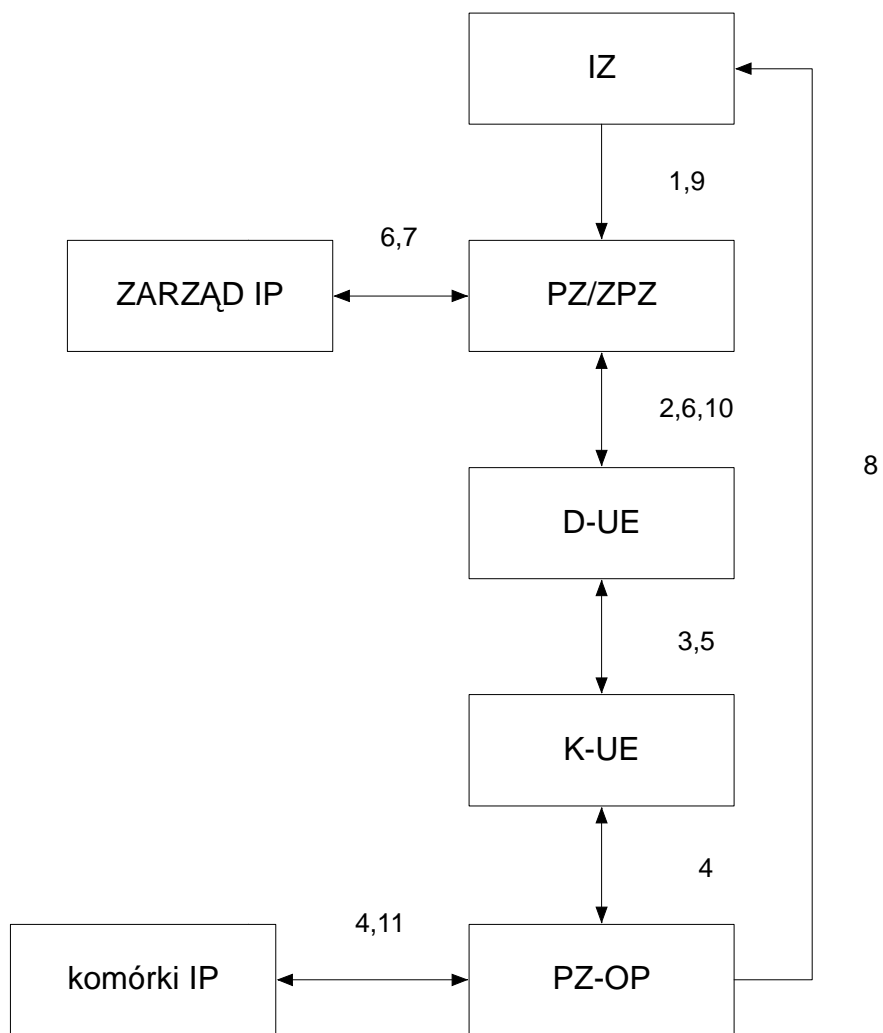 IZ
1,9
6,7
ZARZĄD IP
PZ/ZPZ
2,6,10
8
D-UE
3,5
K-UE
4
4,11
komórki IP
PZ-OP